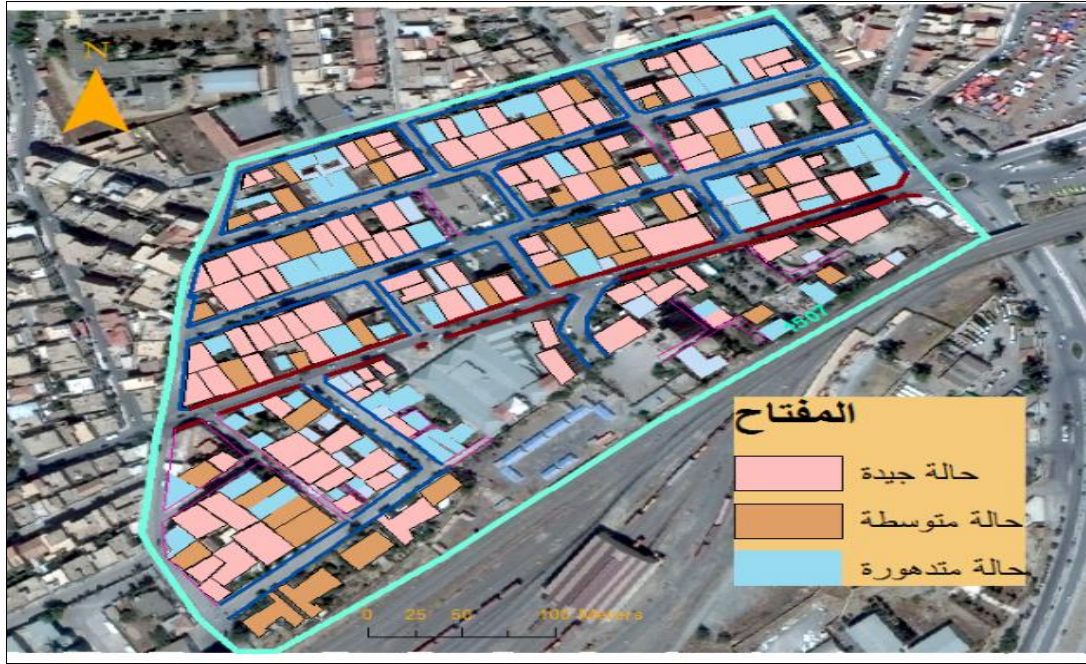 N
المفتاح
حالة جيدة
حالة متوسطة
حالة متدهورة
0 25 50 100 Meters